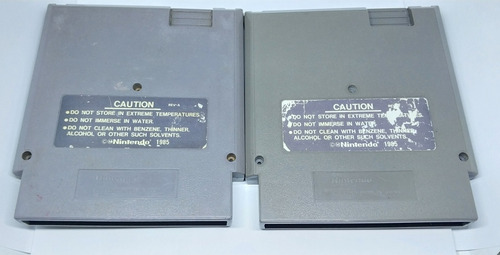 CAUTION
REV-A
● DO NOT STORE IN EXTREME TEMPERATURES.
● DO NOT IMMERSE IN WATER.
● DO NOT CLEAN WITH BENZENE, THINNER,
ALCOHOL OR OTHER SUCH SOLVENTS.
©® Nintendo® 1985
CAUTION
● DO NOT STORE IN EXTREME
● DO NOT IMMERSE IN WATER.
● DO NOT CLEAN WITH BENZENE, THINNER,
ALCOHOL OR OTHER SUCH SOLVENTS.
©® Nintendo® 1985